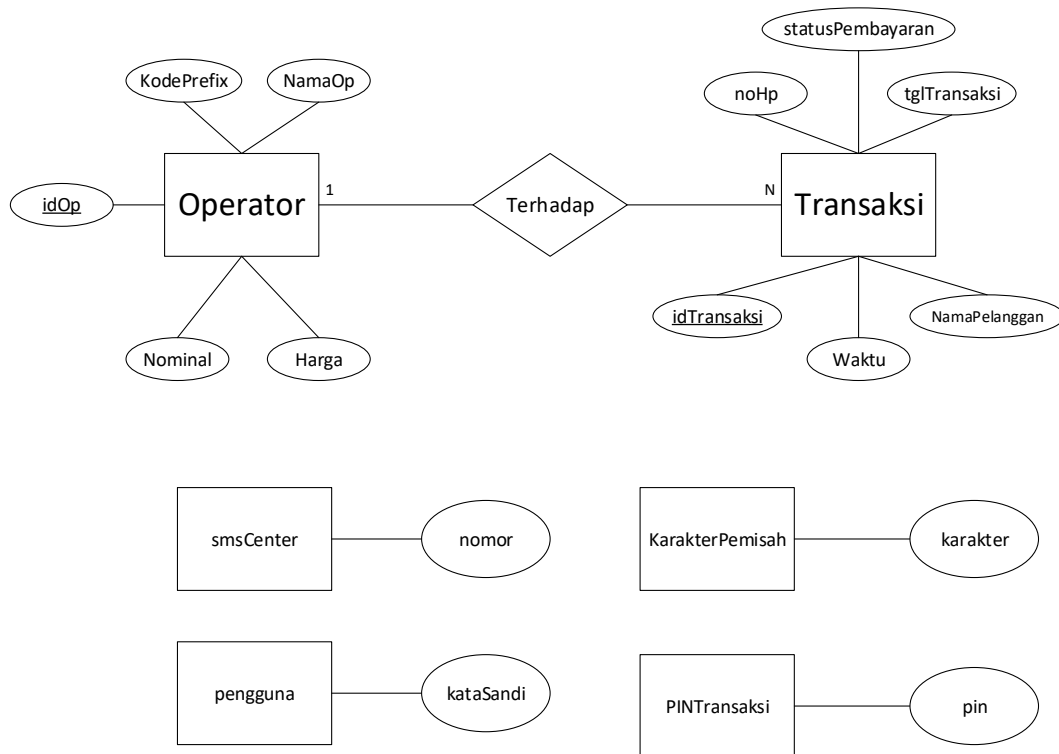 statusPembayaran
KodePrefix
NamaOp
noHp
tglTransaksi
idOp
Operator
1
Terhadap
N
Transaksi
idTransaksi
NamaPelanggan
Nominal
Harga
Waktu
smsCenter
nomor
KarakterPemisah
karakter
pengguna
kataSandi
PINTransaksi
pin